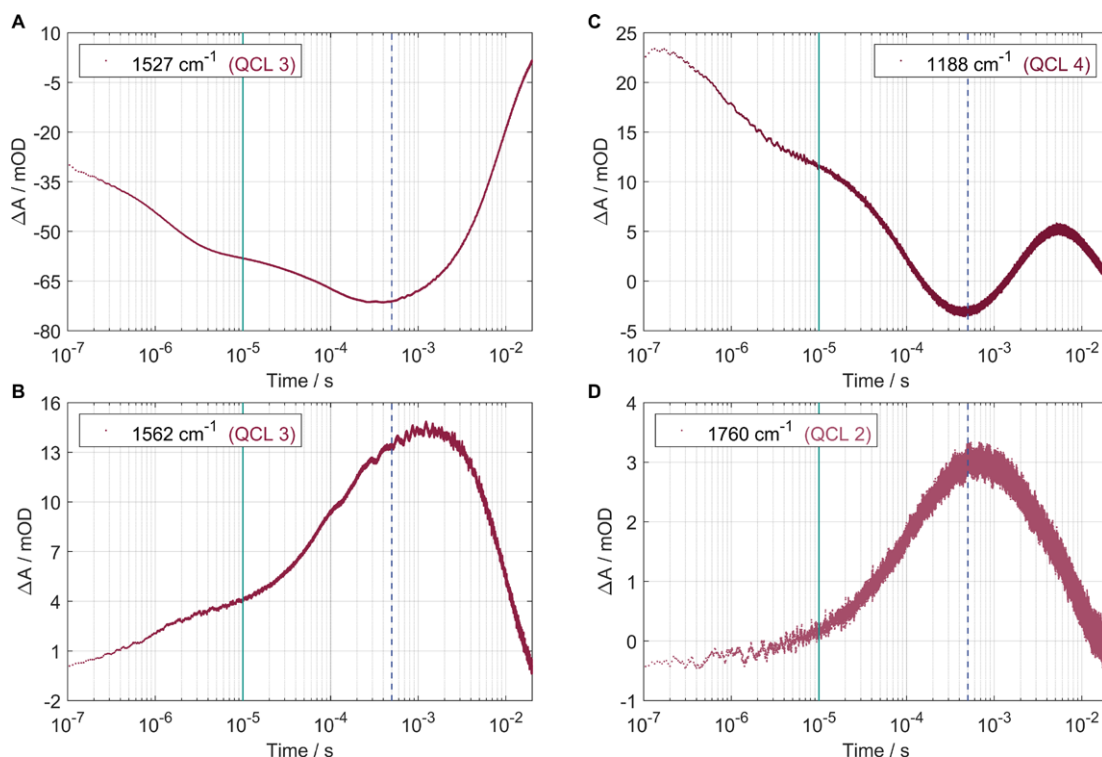 A
1527 cm⁻¹ (QCL 3)
ΔA / mOD
10
-5
-20
-35
-50
-65
-80
10⁻⁷ 10⁻⁶ 10⁻⁵ 10⁻⁴ 10⁻³ 10⁻²
Time / s
C
1188 cm⁻¹ (QCL 4)
ΔA / mOD
25
20
15
10
5
0
-5
10⁻⁷ 10⁻⁶ 10⁻⁵ 10⁻⁴ 10⁻³ 10⁻²
Time / s
B
1562 cm⁻¹ (QCL 3)
ΔA / mOD
16
13
10
7
4
1
-2
10⁻⁷ 10⁻⁶ 10⁻⁵ 10⁻⁴ 10⁻³ 10⁻²
Time / s
D
1760 cm⁻¹ (QCL 2)
ΔA / mOD
4
3
2
1
0
-1
10⁻⁷ 10⁻⁶ 10⁻⁵ 10⁻⁴ 10⁻³ 10⁻²
Time / s